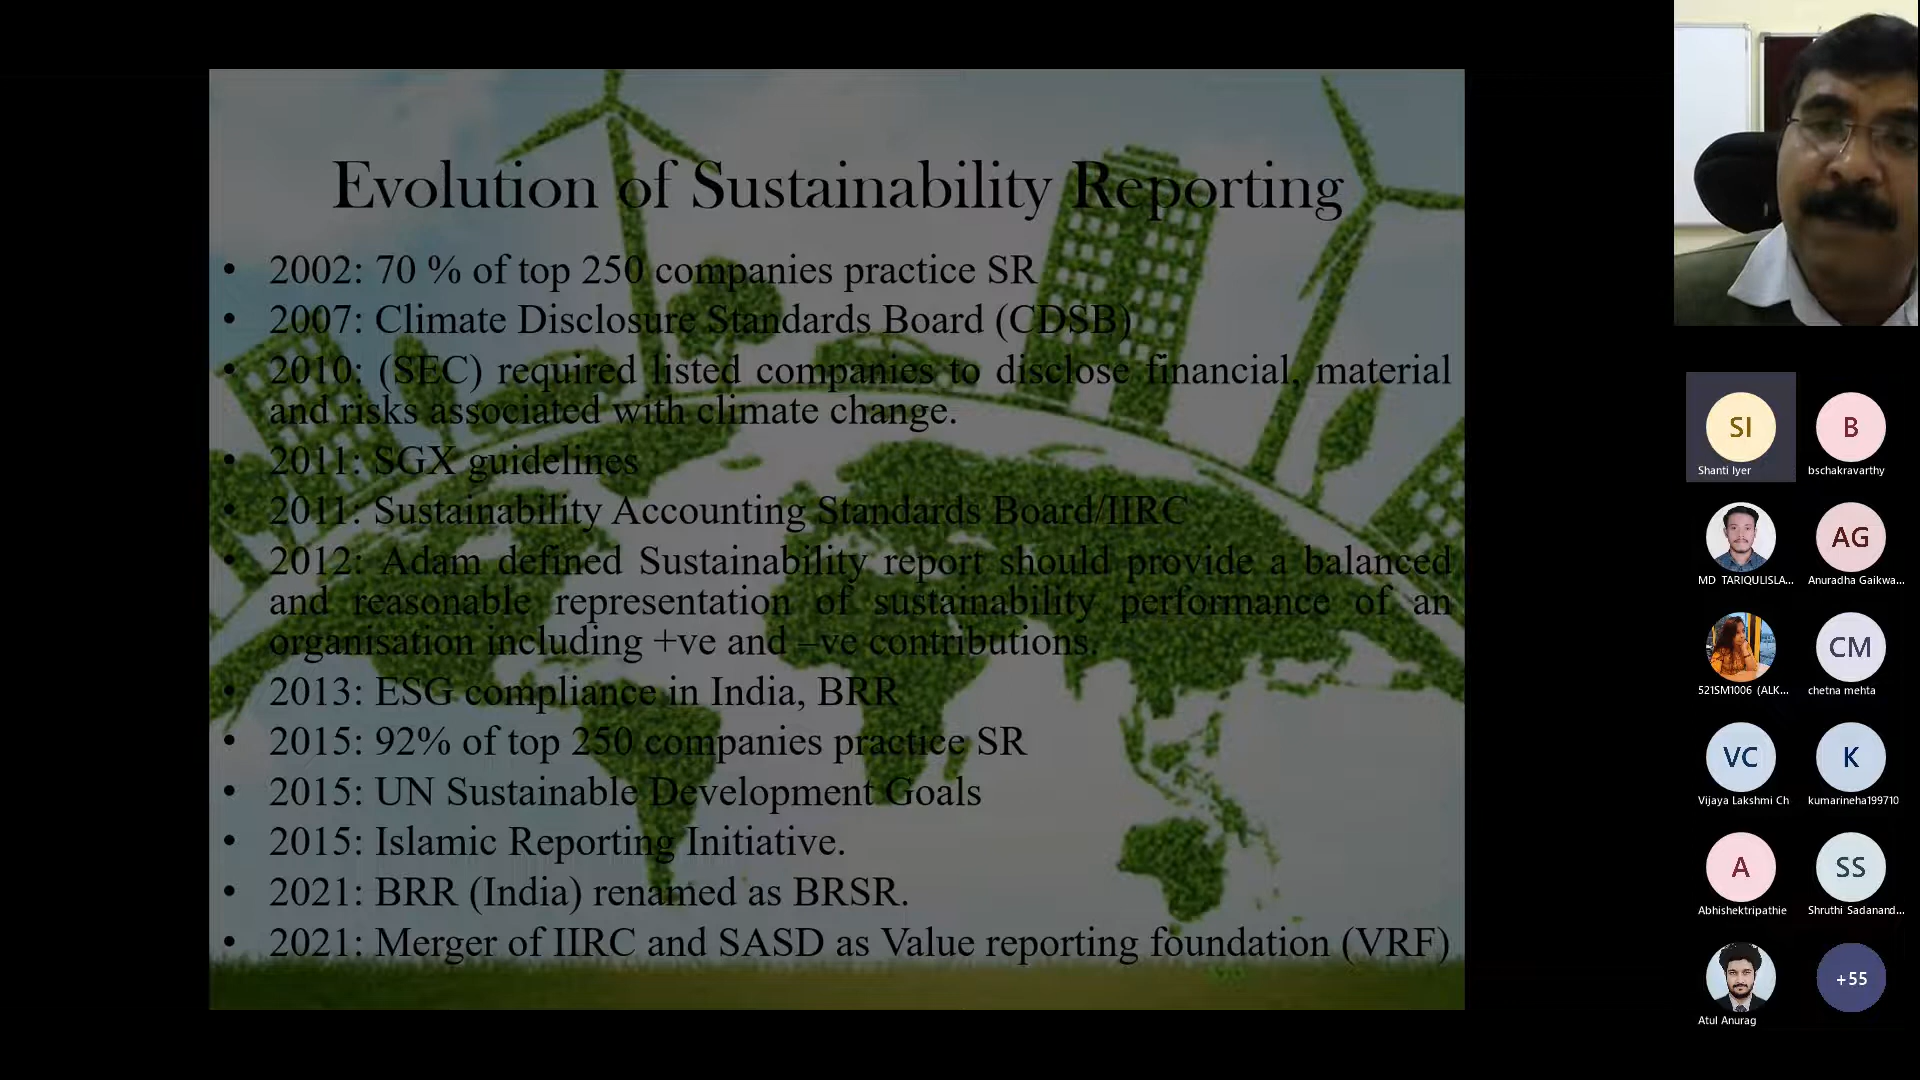 Evolution of Sustainability Reporting
• 2002: 70 % of top 250 companies practice SR
• 2007: Climate Disclosure Standards Board (CDSB)
• 2010: (SEC) required listed companies to disclose financial, material
and risks associated with climate change.
• 2011: SGX guidelines
• 2011: Sustainability Accounting Standards Board/IIRC
• 2012: Adam defined Sustainability report should provide a balanced
and reasonable representation of sustainability performance of an
organisation including +ve and –ve contributions.
• 2013: ESG compliance in India, BRR
• 2015: 92% of top 250 companies practice SR
• 2015: UN Sustainable Development Goals
• 2015: Islamic Reporting Initiative.
• 2021: BRR (India) renamed as BRSR.
• 2021: Merger of IIRC and SASD as Value reporting foundation (VRF)
SI
B
Shanti Iyer
bschakravarthy
AG
MD TARIQULISLA...
Anuradha Gaikwa...
CM
521SM1006 (ALK...
chetna mehta
VC
K
Vijaya Lakshmi Ch
kumarineha199710
A
SS
Abhishektripathie
Shruthi Sadanand...
+55
Atul Anurag